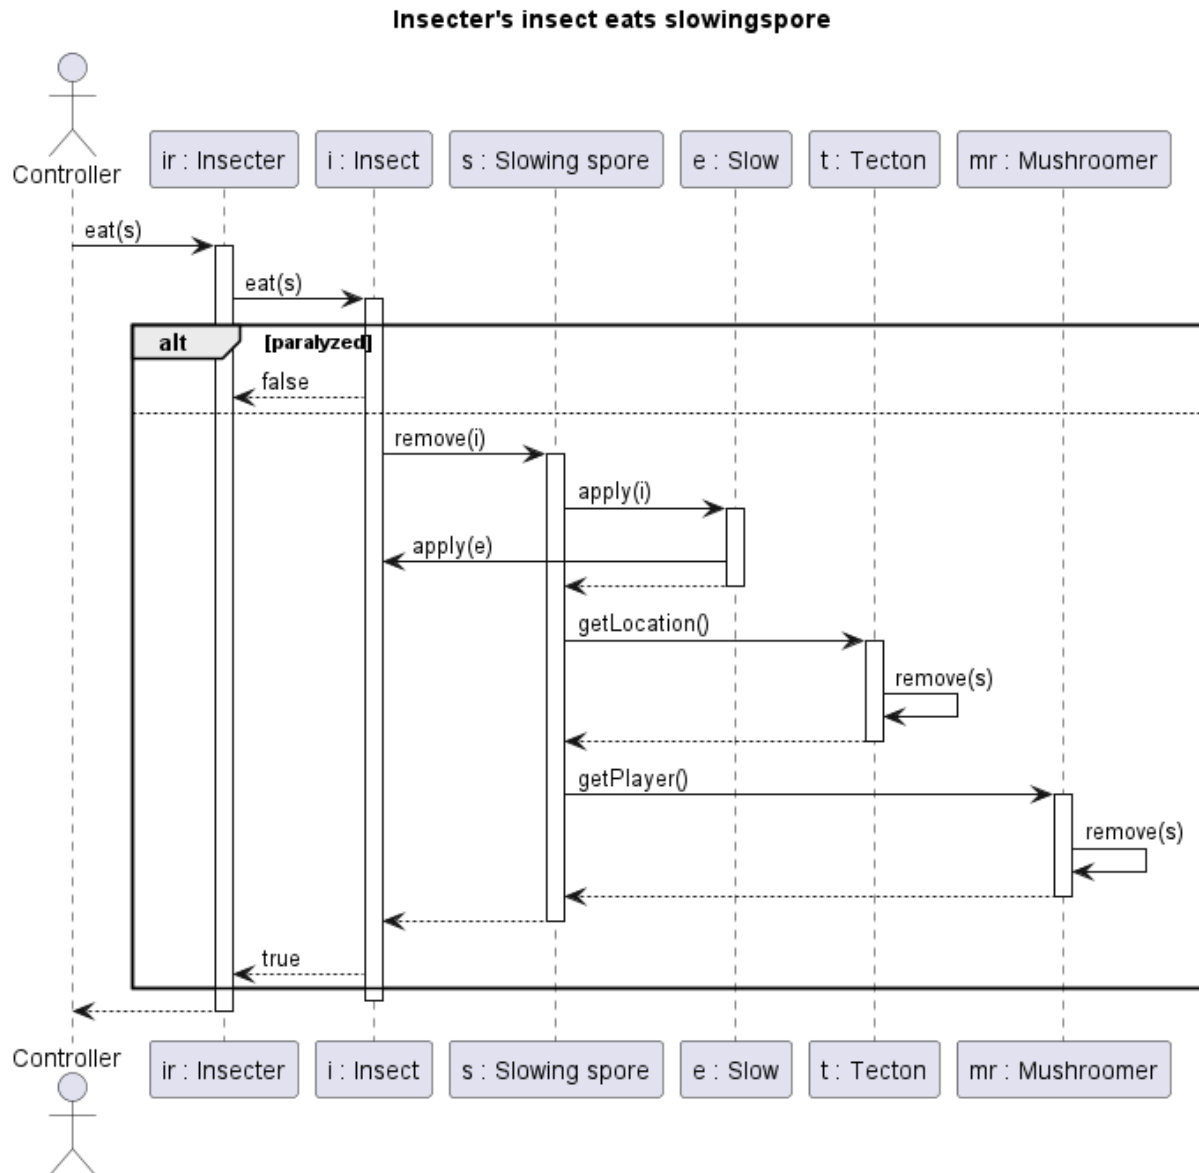 Insecter's insect eats slowingspore
Controller
ir : Insecter
i : Insect
s : Slowing spore
e : Slow
t : Tecton
mr : Mushroomer
eat(s)
eat(s)
alt
[paralyzed]
false
remove(i)
apply(i)
apply(e)
getLocation()
remove(s)
getPlayer()
remove(s)
true
Controller
ir : Insecter
i : Insect
s : Slowing spore
e : Slow
t : Tecton
mr : Mushroomer